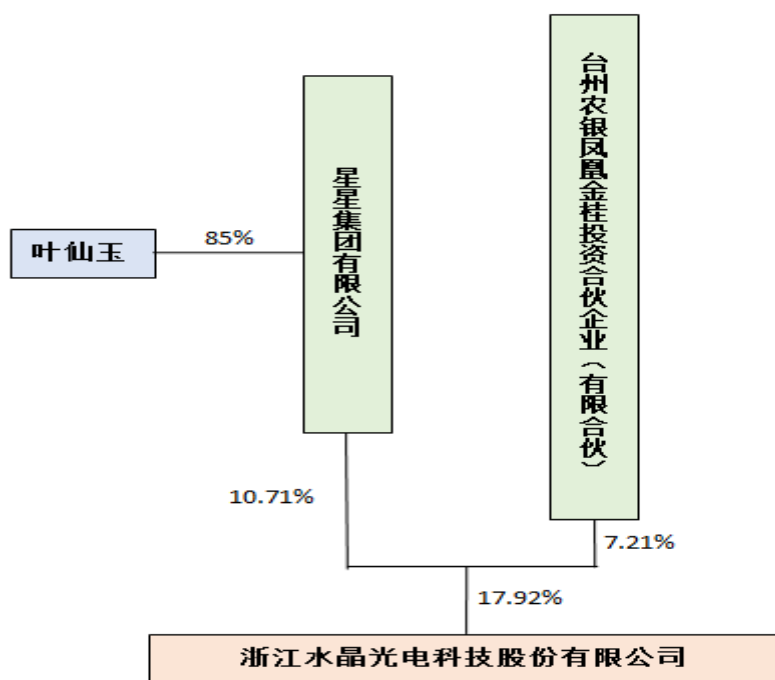 台州农银凤凰金桂投资合伙企业（有限合伙）
星星集团有限公司
叶仙玉
85%
10.71%
7.21%
17.92%
浙江水晶光电科技股份有限公司